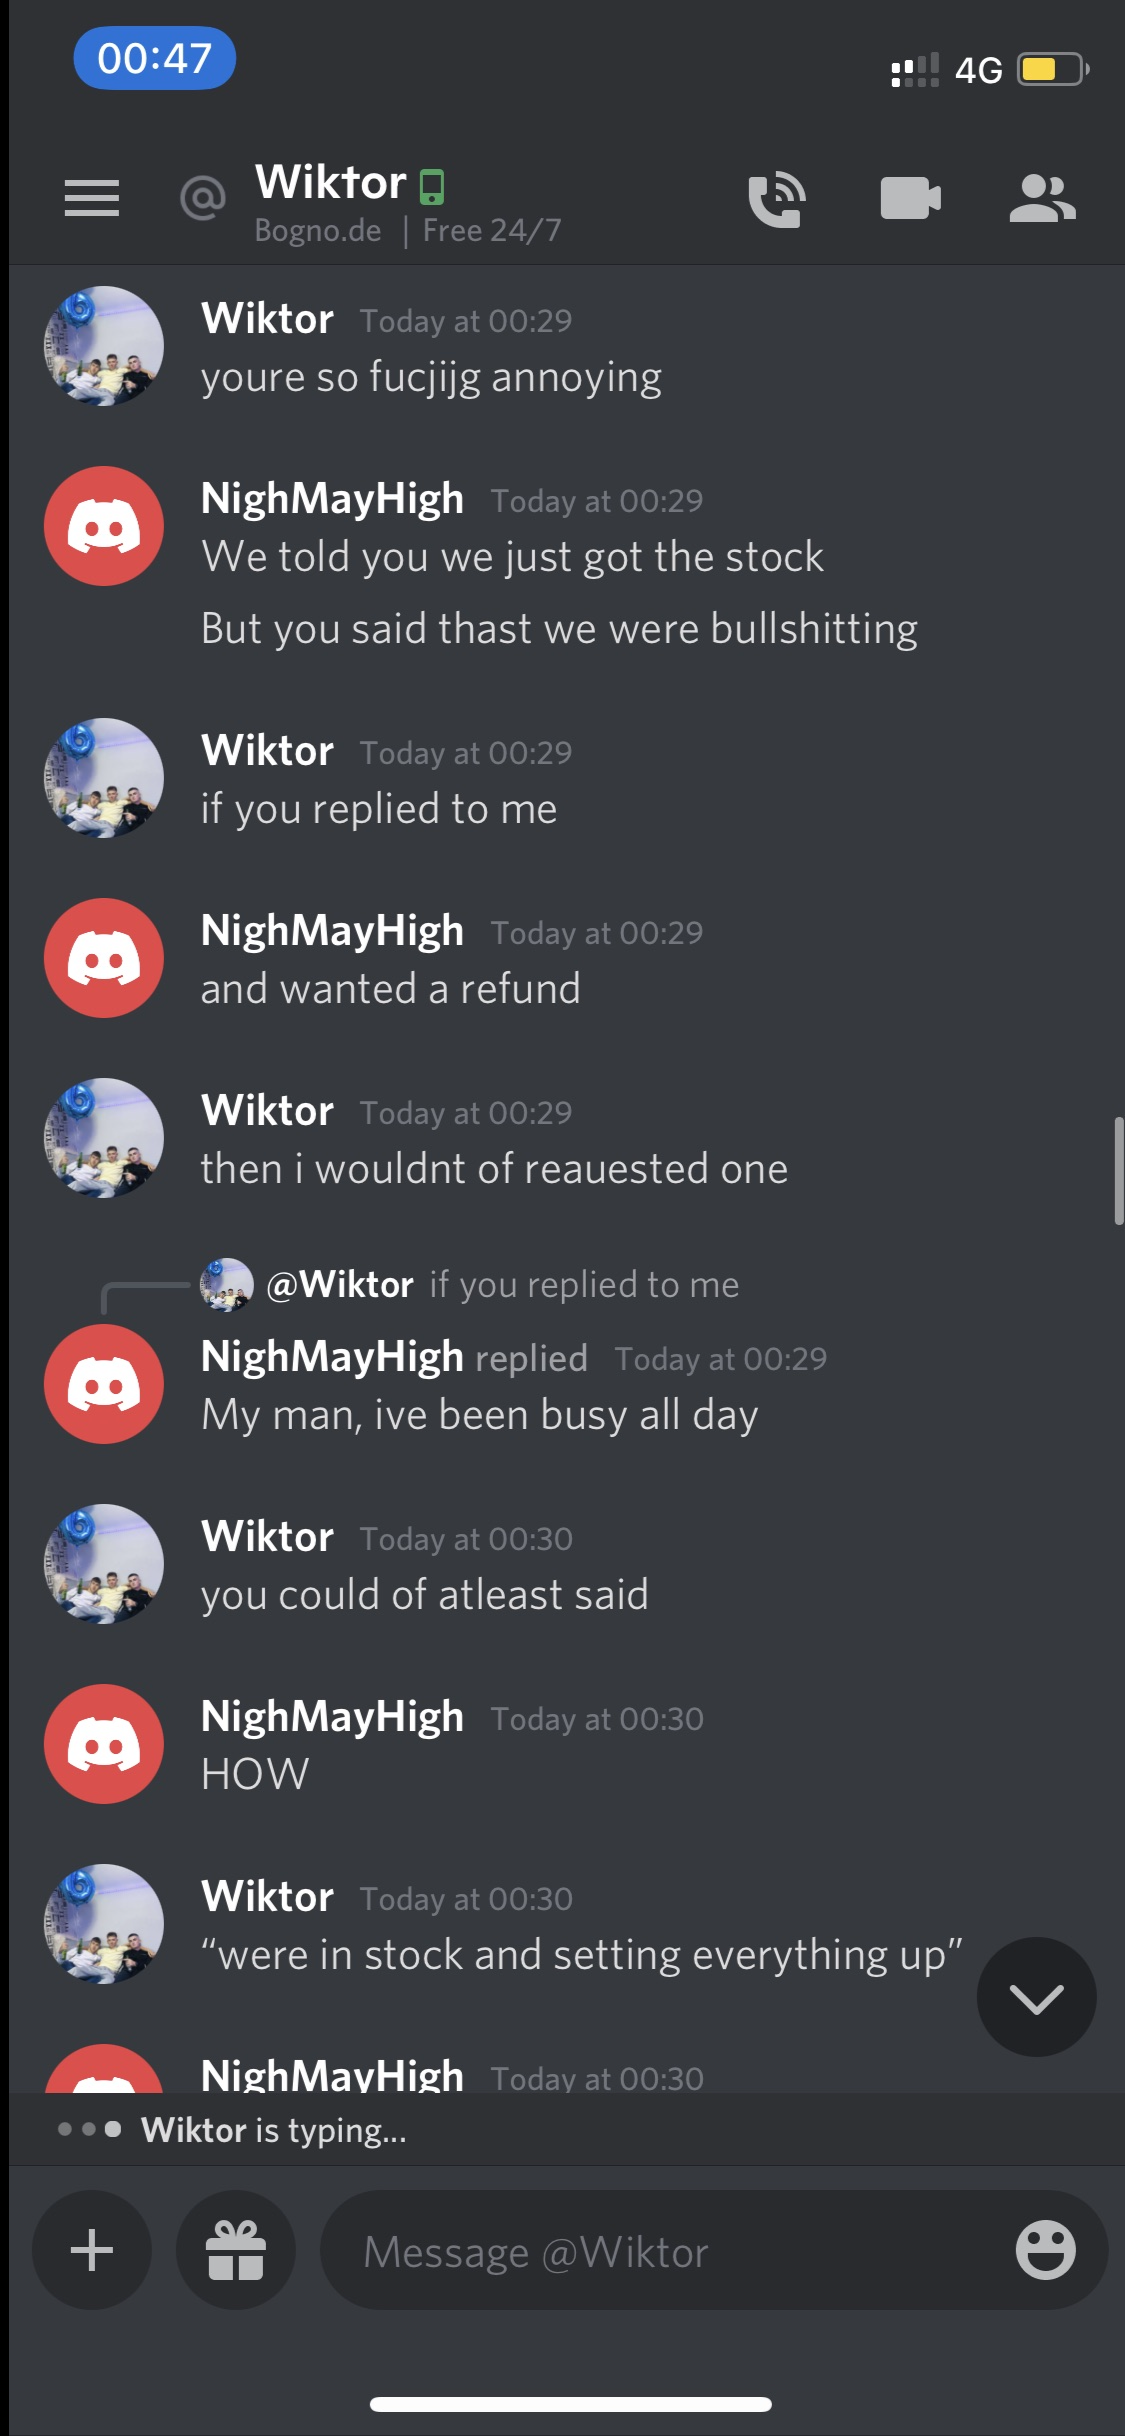 00:47
4G
Wiktor
Bogno.de | Free 24/7
Wiktor Today at 00:29
youre so fucjijg annoying
NighMayHigh Today at 00:29
We told you we just got the stock
But you said thast we were bullshitting
Wiktor Today at 00:29
if you replied to me
NighMayHigh Today at 00:29
and wanted a refund
Wiktor Today at 00:29
then i wouldnt of reauested one
@Wiktor if you replied to me
NighMayHigh replied Today at 00:29
My man, ive been busy all day
Wiktor Today at 00:30
you could of atleast said
NighMayHigh Today at 00:30
HOW
Wiktor Today at 00:30
“were in stock and setting everything up”
NighMayHigh Today at 00:30
Wiktor is typing...
Message @Wiktor